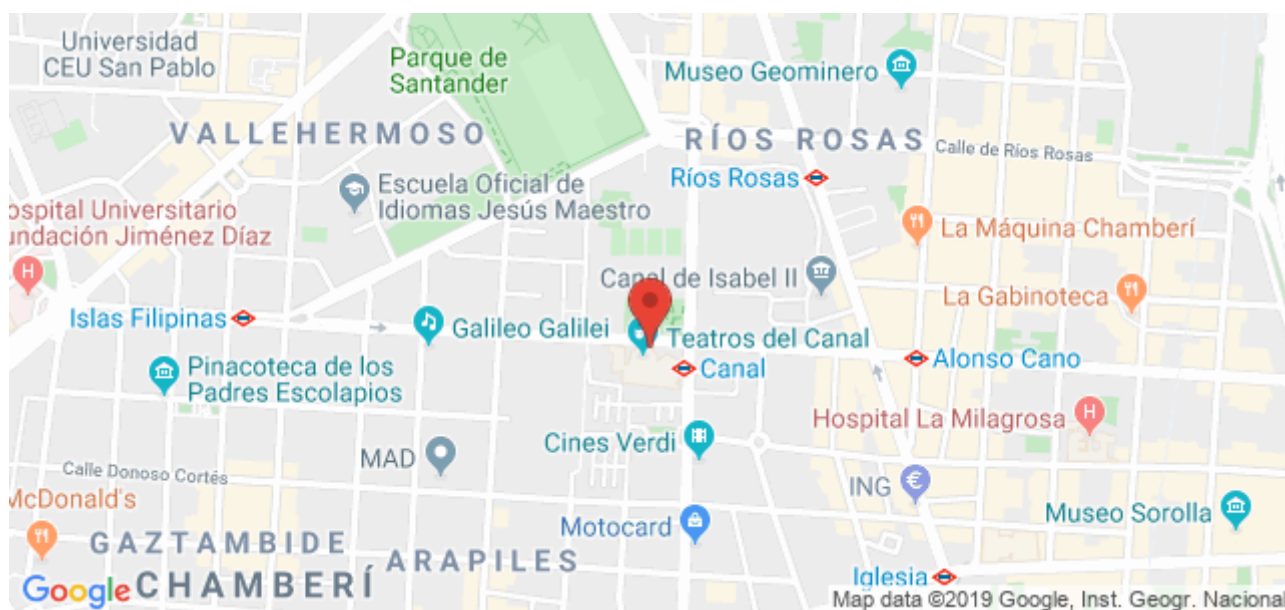 Universidad
CEU San Pablo
Parque de
Santander
Museo Geominero
VALLEHERMOSO
RÍOS ROSAS
Calle de Ríos Rosas
Ríos Rosas
Escuela Oficial de
Idiomas Jesús Maestro
ospital Universitario
undación Jiménez Díaz
H
La Máquina Chamberí
Canal de Isabel II
La Gabinoteca
Islas Filipinas
Galileo Galilei
Teatros del Canal
Pinacoteca de los
Padres Escolapios
Canal
Alonso Cano
Hospital La Milagrosa
H
Cines Verdi
MAD
Calle Donoso Cortés
ING
€
McDonald's
Museo Sorolla
Motocard
GAZTAMBIDE
ARAPILES
Google
CHAMBERÍ
Iglesia
Map data ©2019 Google, Inst. Geogr. Nacional